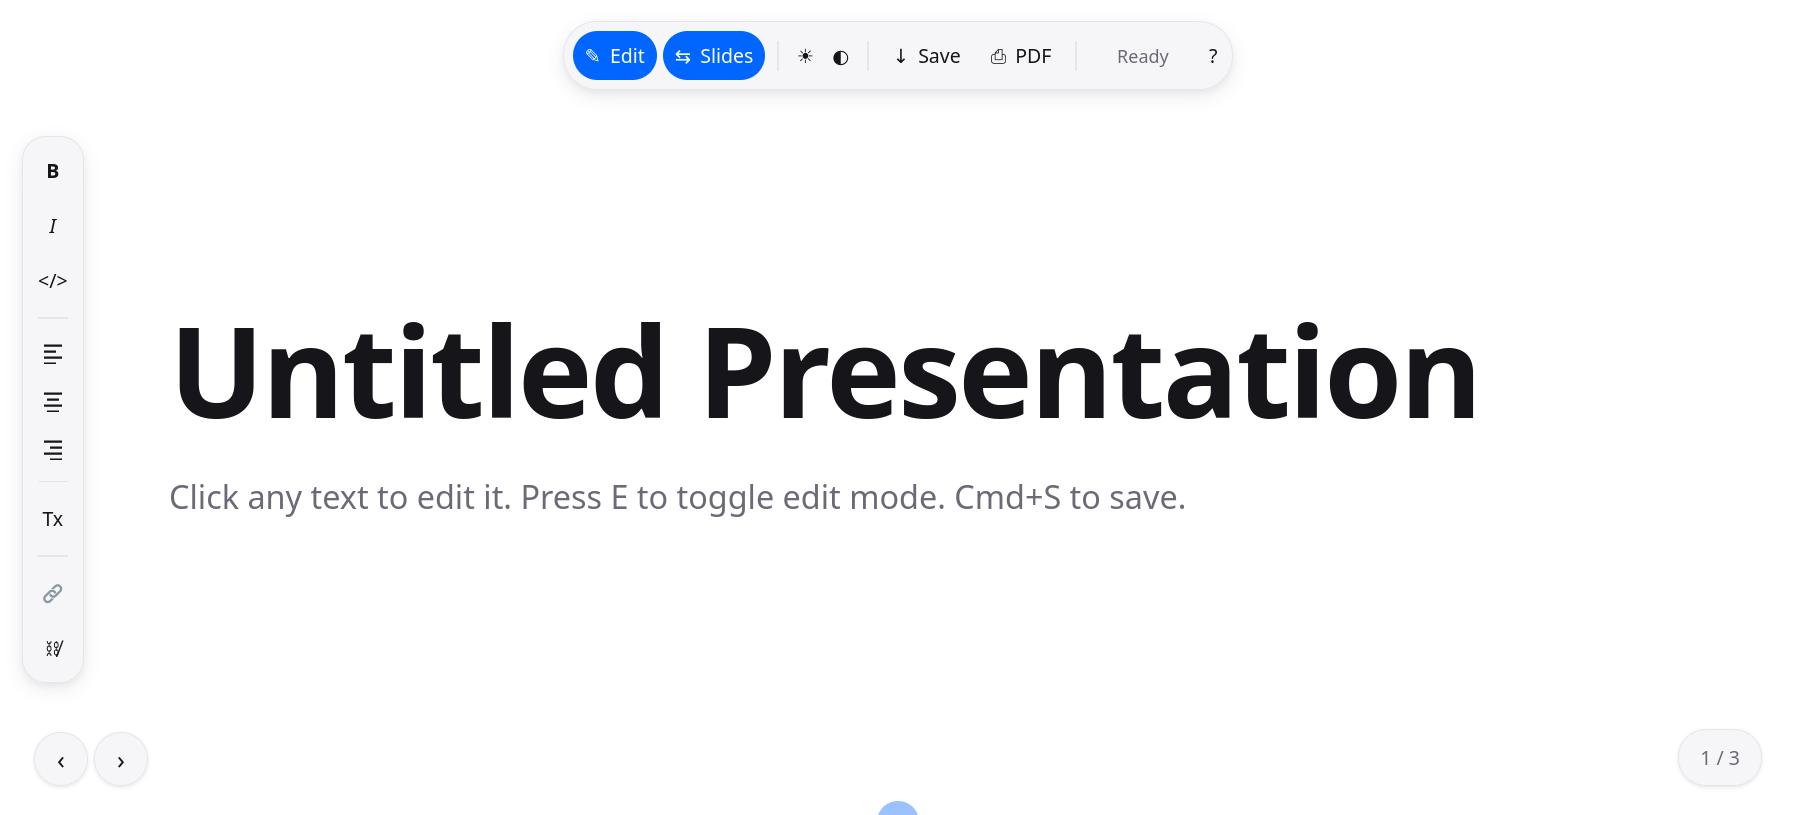 Edit Slides Save PDF Ready ?
B
I
</>
Untitled Presentation
Click any text to edit it. Press E to toggle edit mode. Cmd+S to save.
Tx
‹ ›
1 / 3